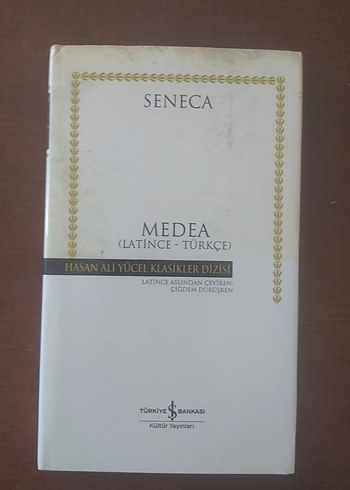 SENECA
MEDEA
(LATİNCE - TÜRKÇE)
HASAN ÂLİ YÜCEL KLASİKLER DİZİSİ
LATİNCE ASLINDAN ÇEVİREN:
ÇİĞDEM DÜRÜŞKEN
TÜRKİYE İŞ BANKASI
Kültür Yayınları